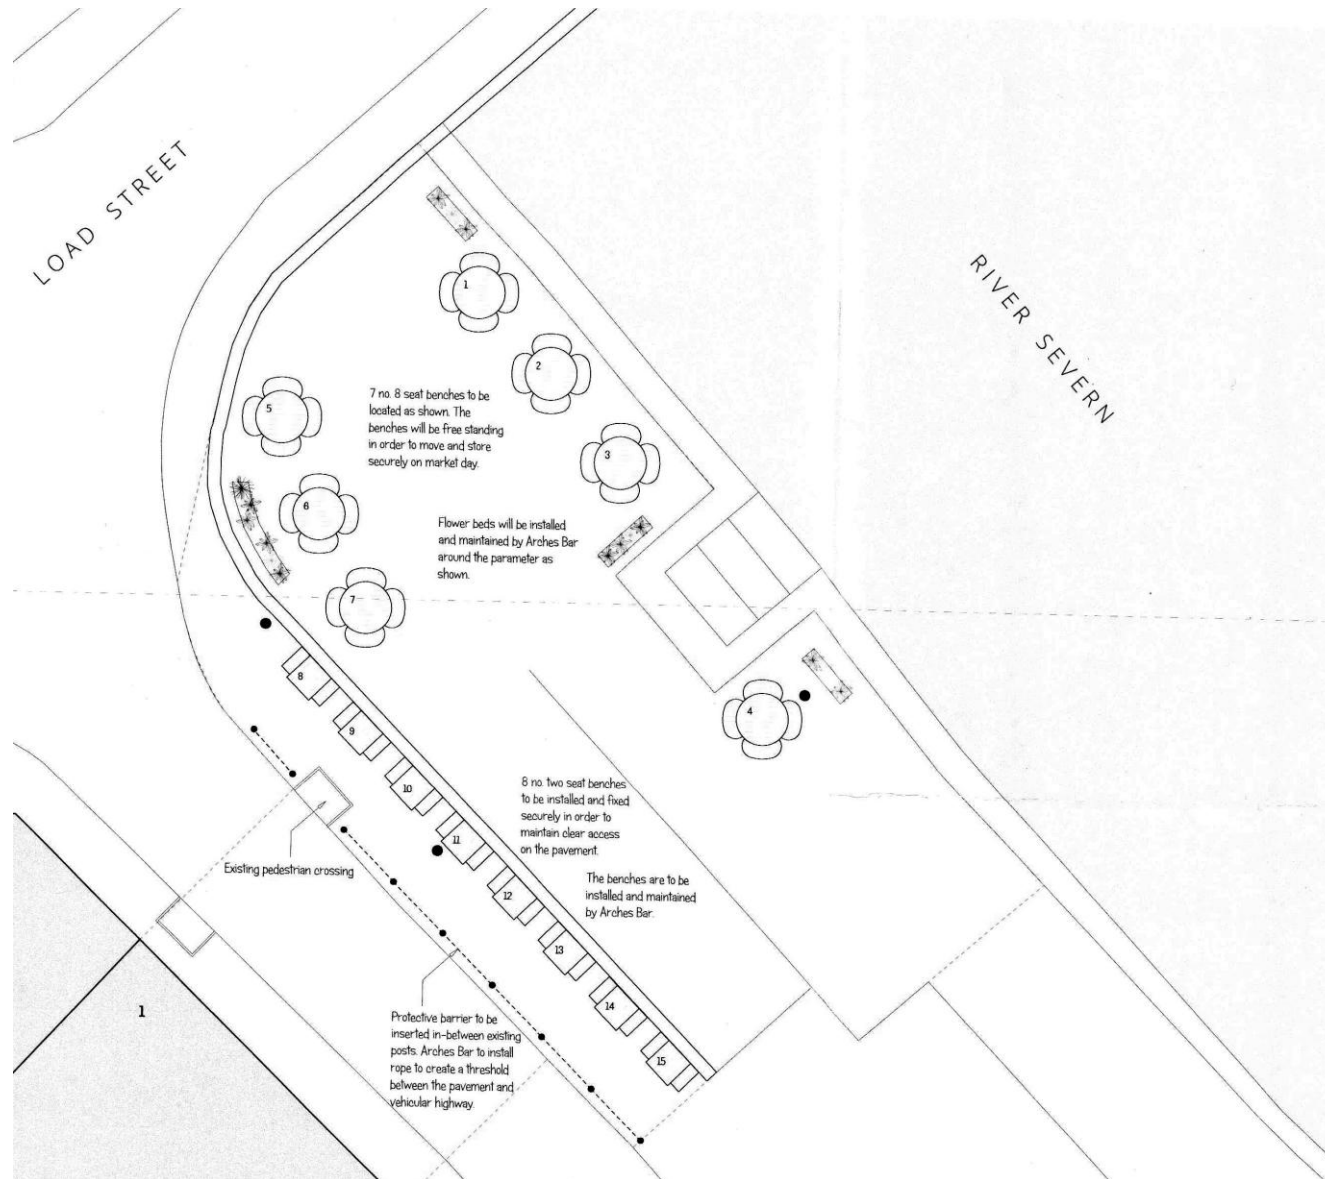 LOAD STREET
RIVER SEVERN
1
2
3
5
6
7
4
7 no. 8 seat benches to be
located as shown. The
benches will be free standing
in order to move and store
securely on market day.
Flower beds will be installed
and maintained by Arches Bar
around the parameter as
shown.
8
9
10
11
12
13
14
15
8 no. two seat benches
to be installed and fixed
securely in order to
maintain clear access
on the pavement.
The benches are to be
installed and maintained
by Arches Bar.
Existing pedestrian crossing
1
Protective barrier to be
inserted in-between existing
posts. Arches Bar to install
rope to create a threshold
between the pavement and
vehicular highway.